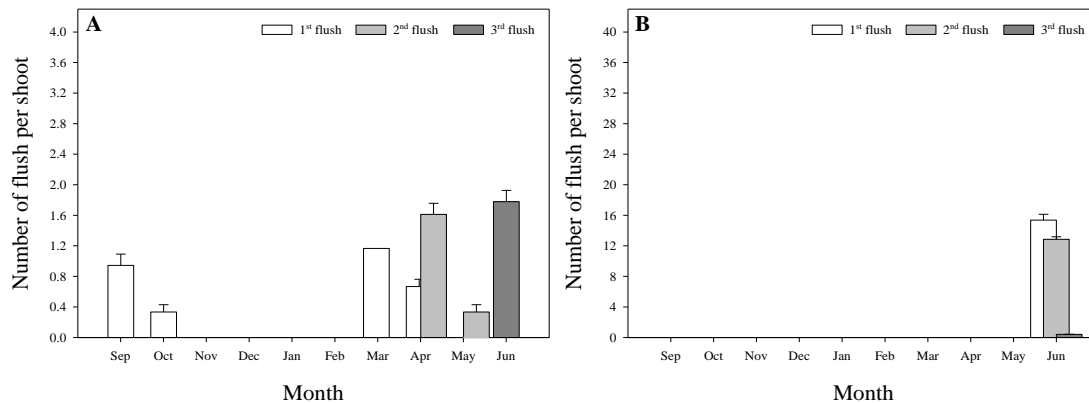 A
1st flush 2nd flush 3rd flush
Number of flush per shoot
4.0
3.6
3.2
2.8
2.4
2.0
1.6
1.2
0.8
0.4
0.0
Sep Oct Nov Dec Jan Feb Mar Apr May Jun
Month
B
1st flush 2nd flush 3rd flush
Number of flush per shoot
40
36
32
28
24
20
16
12
8
4
0
Sep Oct Nov Dec Jan Feb Mar Apr May Jun
Month